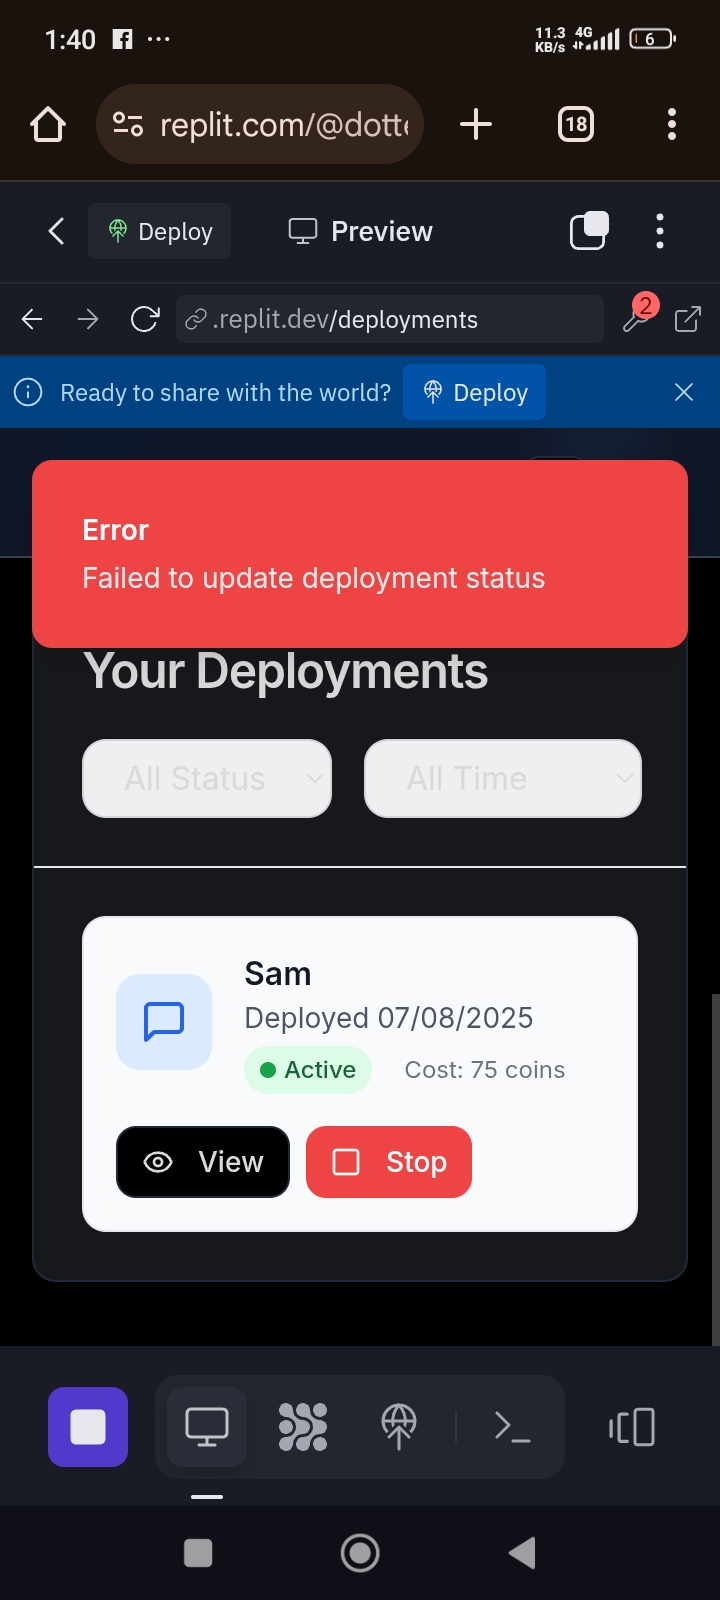 1:40
11.3 KB/s
4G
6
replit.com/@dotte
18
Deploy
Preview
.replit.dev/deployments
2
Ready to share with the world?
Deploy
Error
Failed to update deployment status
Your Deployments
All Status
All Time
Sam
Deployed 07/08/2025
Active
Cost: 75 coins
View
Stop